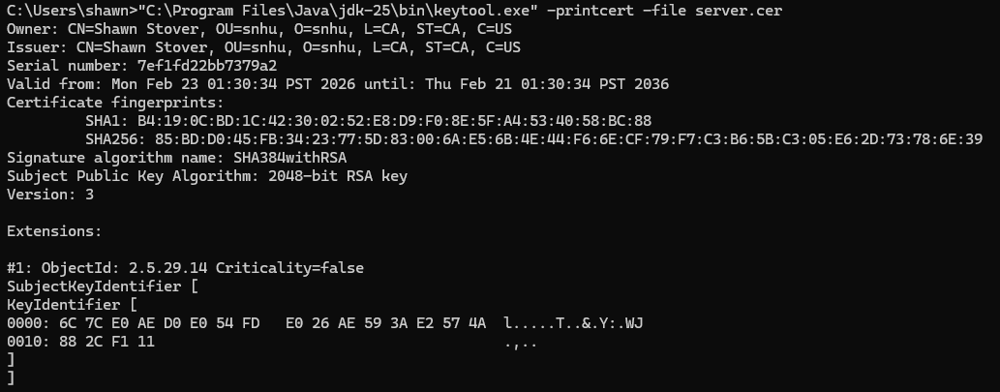 C:\Users\shawn>"C:\Program Files\Java\jdk-25\bin\keytool.exe" -printcert -file server.cer
Owner: CN=Shawn Stover, OU=snhu, O=snhu, L=CA, ST=CA, C=US
Issuer: CN=Shawn Stover, OU=snhu, O=snhu, L=CA, ST=CA, C=US
Serial number: 7ef1fd22bb7379a2
Valid from: Mon Feb 23 01:30:34 PST 2026 until: Thu Feb 21 01:30:34 PST 2036
Certificate fingerprints:
         SHA1: B4:19:0C:BD:1C:42:30:02:52:E8:D9:F0:8E:5F:A4:53:40:58:BC:88
         SHA256: 85:BD:D0:45:FB:34:23:77:5D:83:00:6A:E5:6B:4E:44:F6:6E:CF:79:F7:C3:B6:5B:C3:05:E6:2D:73:78:6E:39
Signature algorithm name: SHA384withRSA
Subject Public Key Algorithm: 2048-bit RSA key
Version: 3

Extensions:

#1: ObjectId: 2.5.29.14 Criticality=false
SubjectKeyIdentifier [
KeyIdentifier [
0000: 6C 7C E0 AE D0 E0 54 FD   E0 26 AE 59 3A E2 57 4A  l.....T..&.Y:.WJ
0010: 88 2C F1 11                                        .,..
]
]